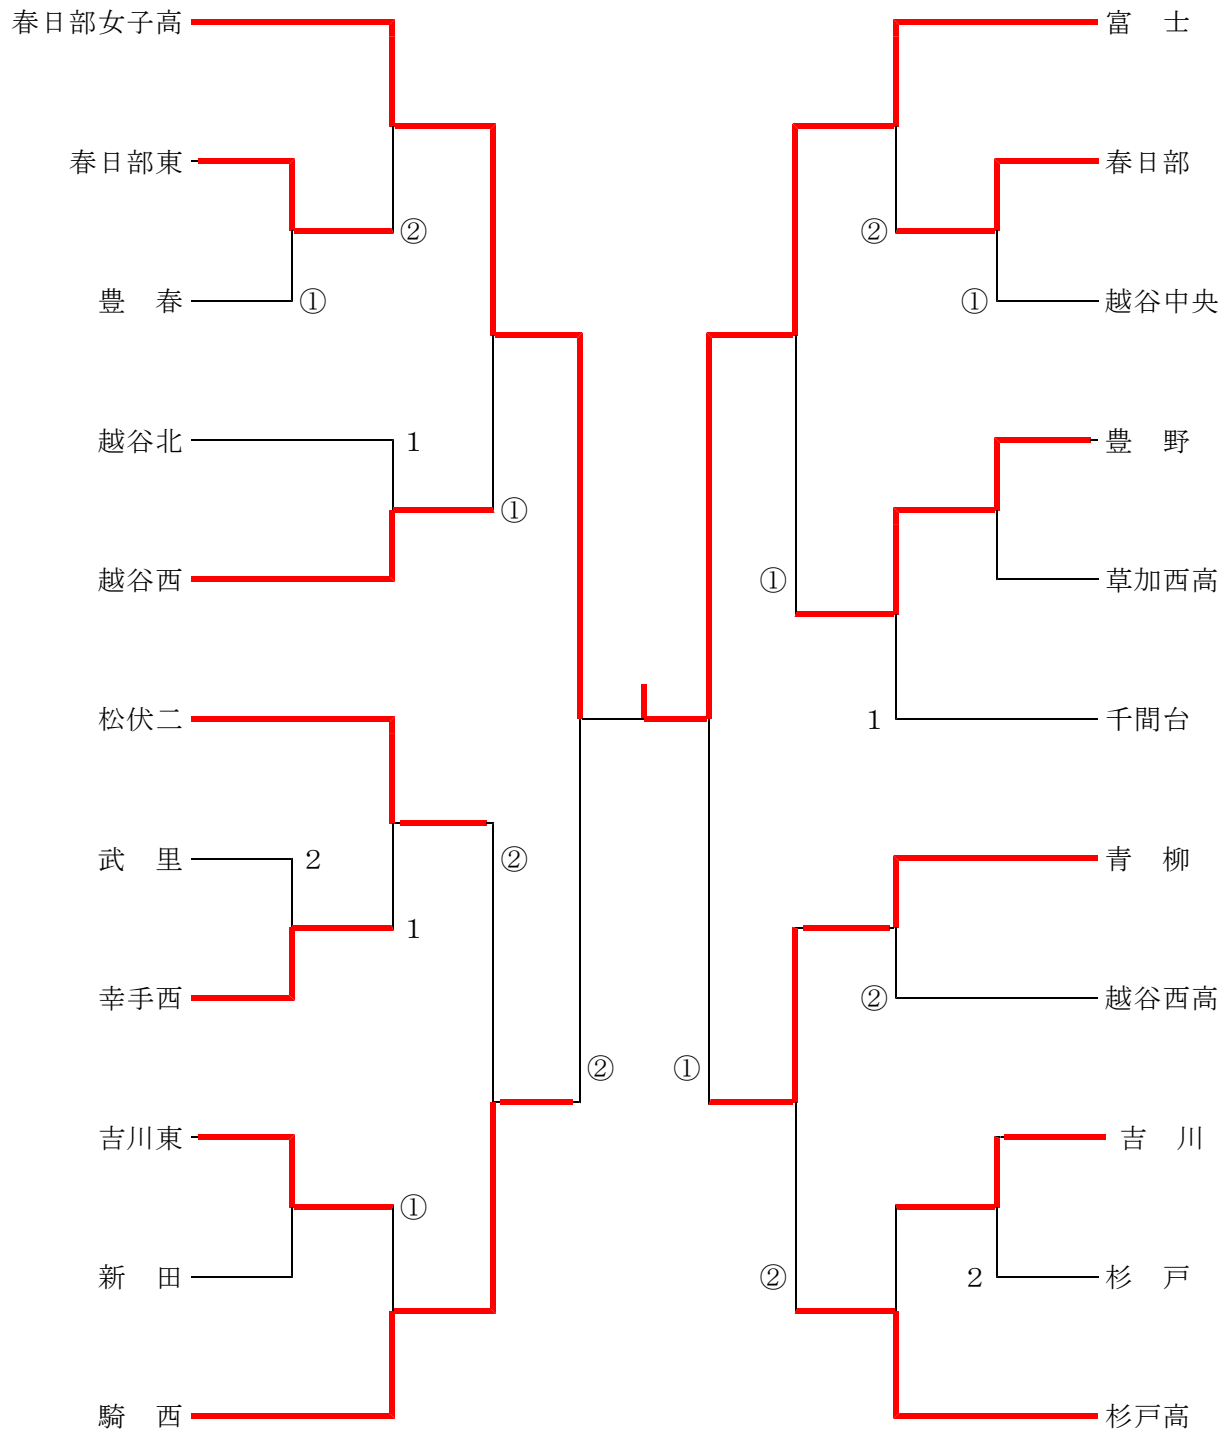 春日部女子高
富　士
春日部東
春日部
②
②
豊　春
①
①
越谷中央
越谷北
1
豊　野
①
越谷西
①
草加西高
松伏二
1
千間台
武　里
2
②
青　柳
1
幸手西
②
越谷西高
②
①
吉川東
吉　川
①
新　田
②
2
杉　戸
騎　西
杉戸高